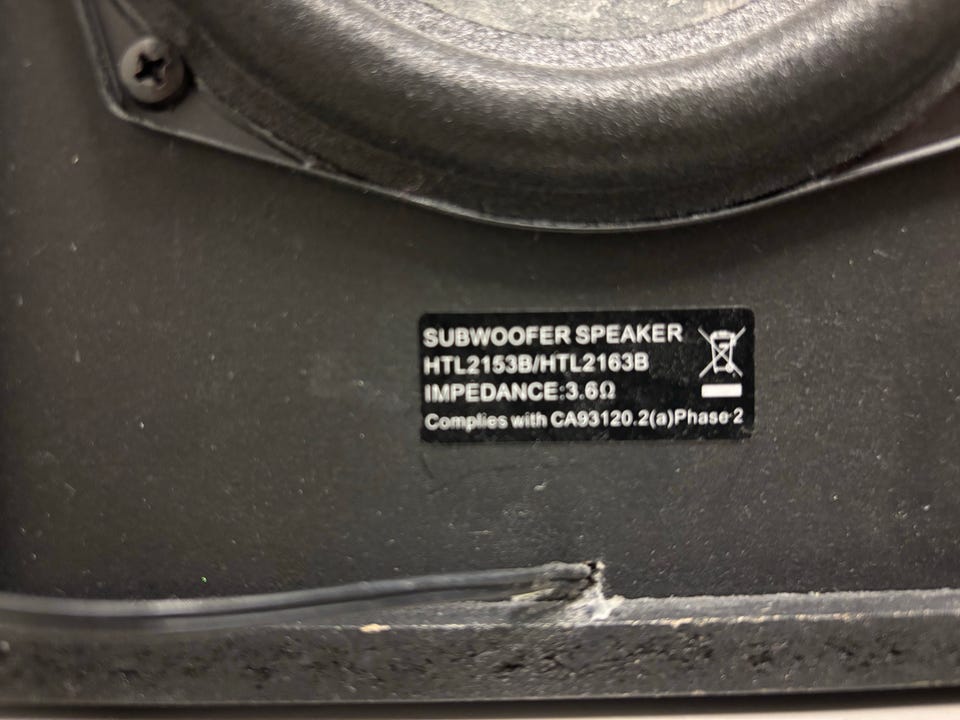 SUBWOOFER SPEAKER
HTL2153B/HTL2163B
IMPEDANCE:3.6Ω
Complies with CA93120.2(a)Phase 2